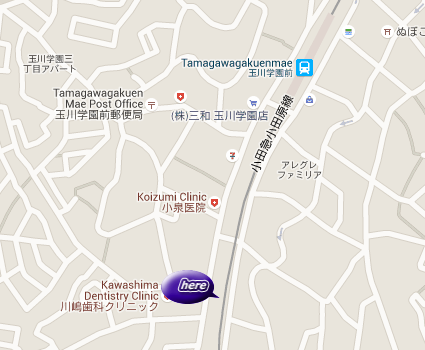 ぬぼこ
玉川学園三
丁目アパート
Tamagawagakuenmae
玉川学園前
Tamagawagakuen
Mae Post Office
玉川学園前郵便局
(株)三和 玉川学園店
小田急小田原線
アレグレ
ファミリア
Koizumi Clinic
小泉医院
here
Kawashima
Dentistry Clinic
川嶋歯科クリニック